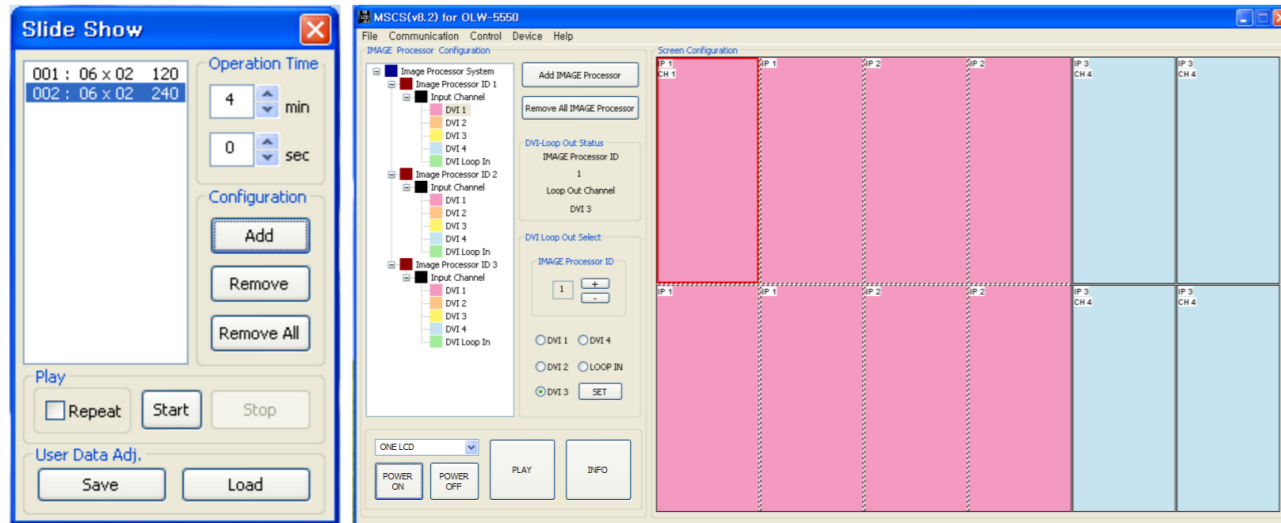 Slide Show
001 : 06 x 02 120
002 : 06 x 02 240
Operation Time
4 min
0 sec
Configuration
Add
Remove
Remove All
Play
Repeat
Start
Stop
User Data Adj.
Save
Load
MSCS(v8.2) for OLW-5550
File Communication Control Device Help
IMAGE Processor Configuration
Image Processor System
Image Processor ID 1
Input Channel
DVI 1
DVI 2
DVI 3
DVI 4
DVI Loop In
Image Processor ID 2
Input Channel
DVI 1
DVI 2
DVI 3
DVI 4
DVI Loop In
Image Processor ID 3
Input Channel
DVI 1
DVI 2
DVI 3
DVI 4
DVI Loop In
Add IMAGE Processor
Remove All IMAGE Processor
DVI-Loop Out Status
IMAGE Processor ID
1
Loop Out Channel
DVI 3
DVI Loop Out Select
IMAGE Processor ID
1
+
-
DVI 1 DVI 4
DVI 2 LOOP IN
DVI 3 SET
ONE LCD
POWER ON
POWER OFF
PLAY
INFO
Screen Configuration
IP 1 IP 1 IP 2 IP 2 IP 3 IP 3
CH 1 CH 4 CH 4
IP 1 IP 1 IP 2 IP 2 IP 3 IP 3
CH 4 CH 4